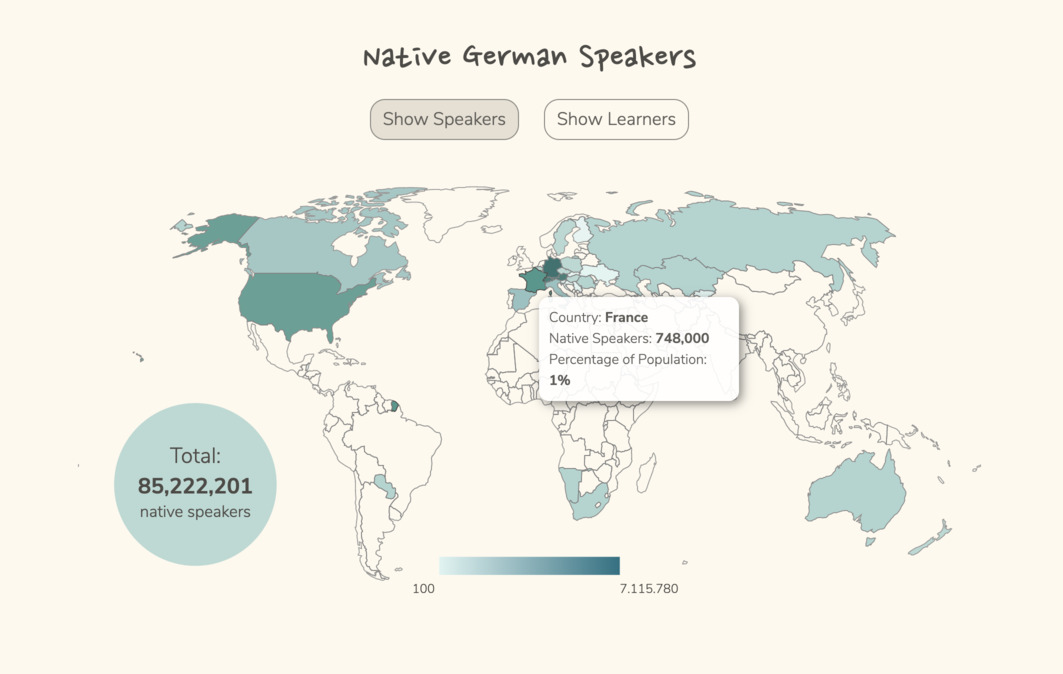 Native German Speakers
Show Speakers
Show Learners
Country: France
Native Speakers: 748,000
Percentage of Population:
1%
Total:
85,222,201
native speakers
100
7.115.780